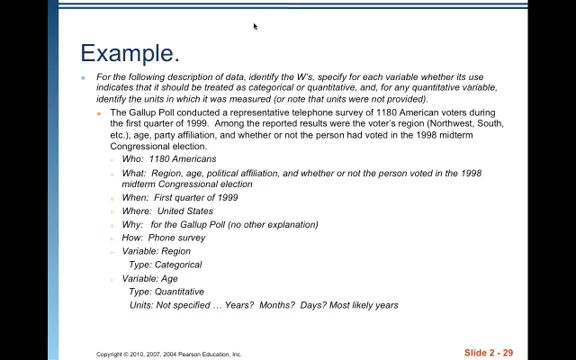 Example.
For the following description of data, identify the W's, specify for each variable whether its use
indicates that it should be treated as categorical or quantitative, and, for any quantitative variable,
identify the units in which it was measured (or note that units were not provided).
The Gallup Poll conducted a representative telephone survey of 1180 American voters during
the first quarter of 1999. Among the reported results were the voter's region (Northwest, South,
etc.), age, party affiliation, and whether or not the person had voted in the 1998 midterm
Congressional election.
Who: 1180 Americans
What: Region, age, political affiliation, and whether or not the person voted in the 1998
midterm Congressional election
When: First quarter of 1999
Where: United States
Why: for the Gallup Poll (no other explanation)
How: Phone survey
Variable: Region
Type: Categorical
Variable: Age
Type: Quantitative
Units: Not specified … Years? Months? Days? Most likely years
Copyright © 2010, 2007, 2004 Pearson Education, Inc.
Slide 2 - 29